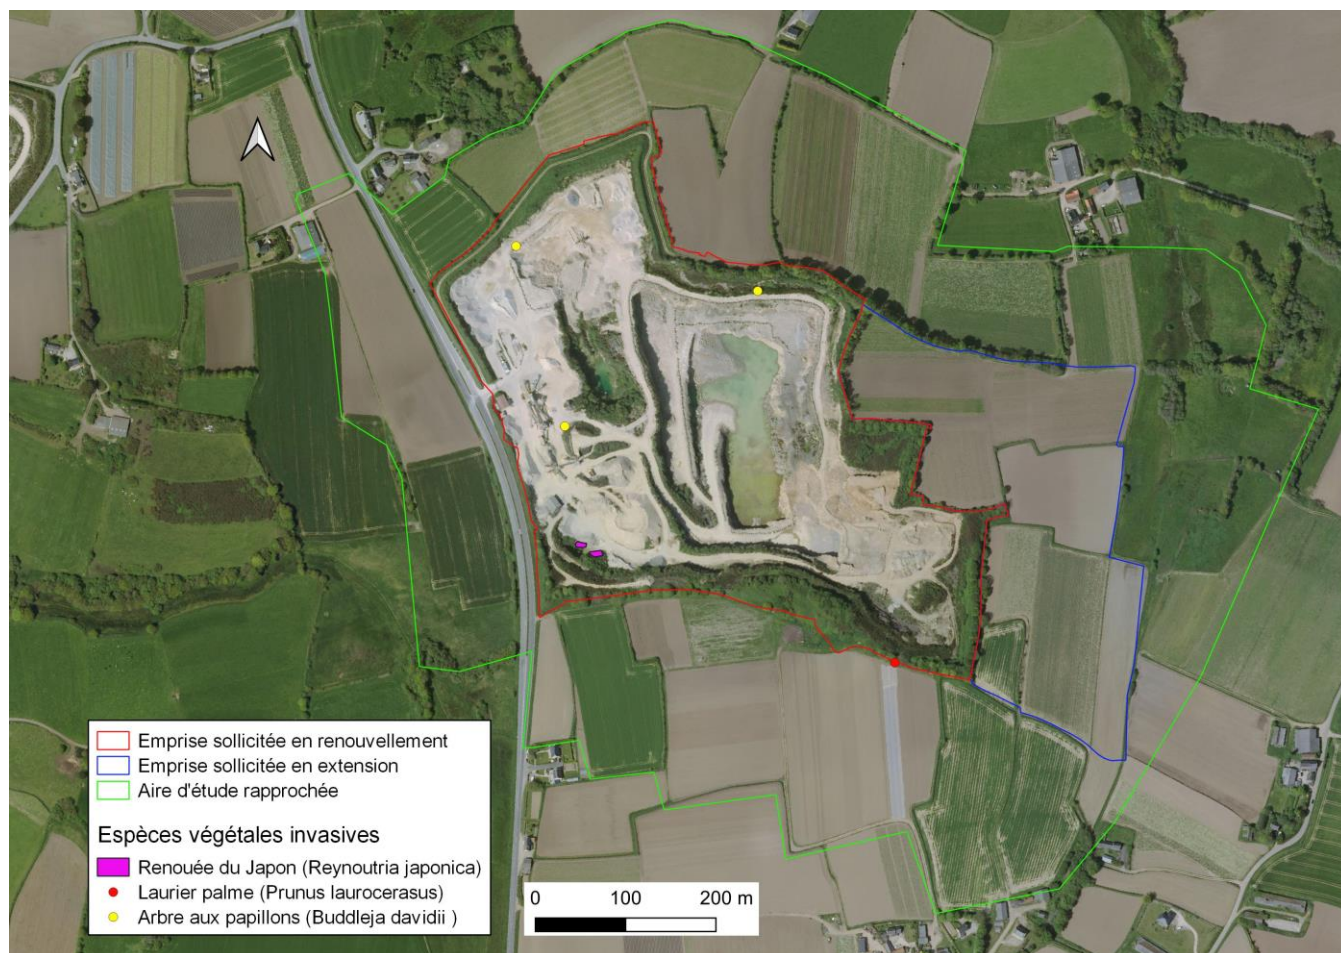 Emprise sollicitée en renouvellement
Emprise sollicitée en extension
Aire d'étude rapprochée
Espèces végétales invasives
Renouée du Japon (Reynoutria japonica)
Laurier palme (Prunus laurocerasus)
Arbre aux papillons (Buddleja davidii )
0 100 200 m